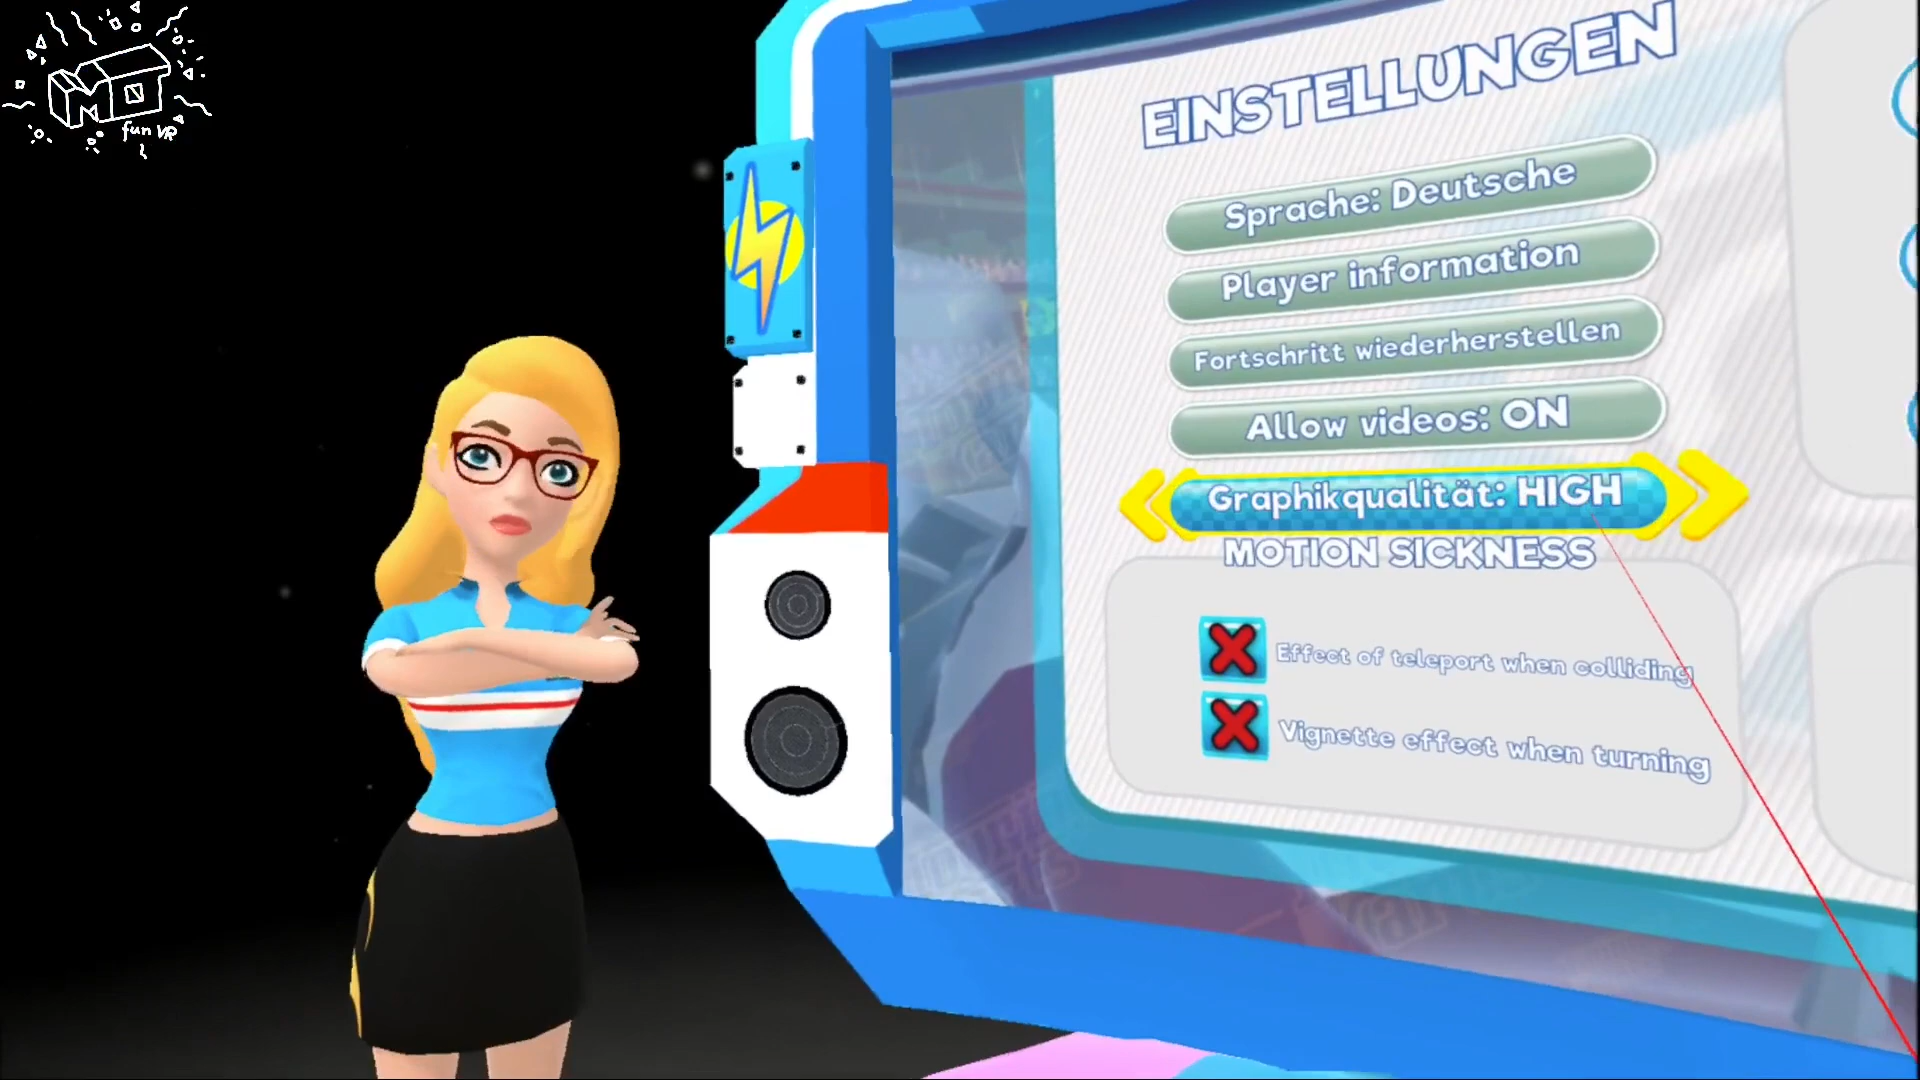 Mo
fun VR
EINSTELLUNGEN
Sprache: Deutsche
Player information
Fortschritt wiederherstellen
Allow videos: ON
Graphikqualität: HIGH
MOTION SICKNESS
Effect of teleport when colliding
Vignette effect when turning